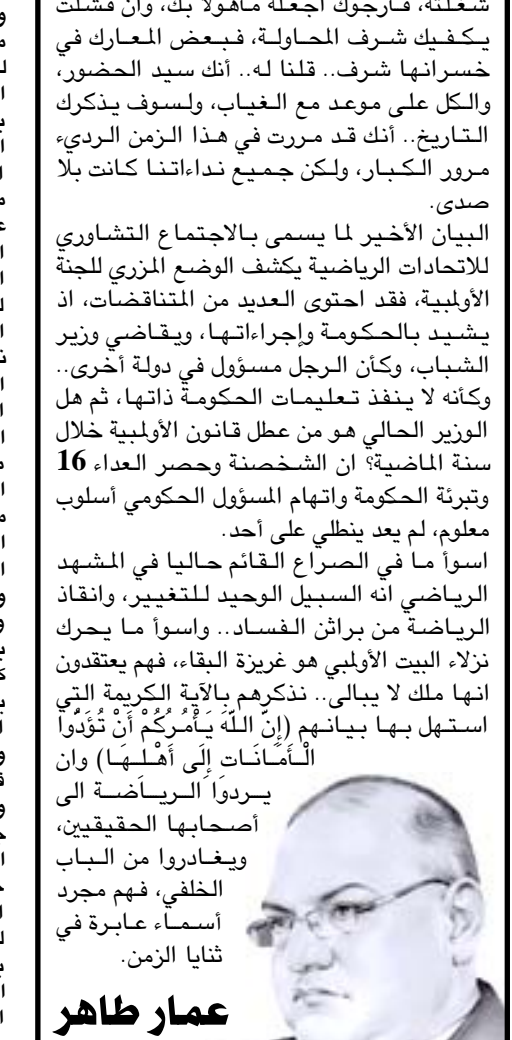 شغلته، فارجوك اجعله ماهولا بك، وان فشلت
يكفيك شرف المحاولة، فبعض المعارك في
خسرانها شرف.. قلنا له.. أنك سيد الحضور،
والكل على موعد مع الغياب، ولسوف يذكرك
التاريخ.. أنك قد مررت في هذا الزمن الرديء
مرور الكبار، ولكن جميع نداءاتنا كانت بلا
صدى.
البيان الأخير لما يسمى بالاجتماع التشاوري
للاتحادات الرياضية يكشف الوضع المزري للجنة
الأولمبية، فقد احتوى العديد من المتناقضات، اذ
يشيد بالحكومة وإجراءاتها، ويقاضي وزير
الشباب، وكأن الرجل مسؤول في دولة أخرى..
وكأنه لا ينفذ تعليمات الحكومة ذاتها، ثم هل
الوزير الحالي هو من عطل قانون الأولمبية خلال
16 سنة الماضية؟ ان الشخصنة وحصر العداء
وتبرئة الحكومة واتهام المسؤول الحكومي أسلوب
معلوم، لم يعد ينطلي على أحد.
اسوأ ما في الصراع القائم حاليا في المشهد
الرياضي انه السبيل الوحيد للتغيير، وانقاذ
الرياضة من براثن الفساد.. واسوأ ما يحرك
نزلاء البيت الأولمبي هو غريزة البقاء، فهم يعتقدون
انها ملك لا يبالى.. نذكرهم بالآية الكريمة التي
استهل بها بيانهم (إِنَّ اللّهَ يَأْمُرُكُمْ أَنْ تُؤَدُّواْ
الْأَمَانَاتِ إِلَى أَهْلِهَا) وان
يردوا الرياضة الى
أصحابها الحقيقيين،
ويغادروا من الباب
الخلفي، فهم مجرد
أسماء عابرة في
ثنايا الزمن.
عمار طاهر